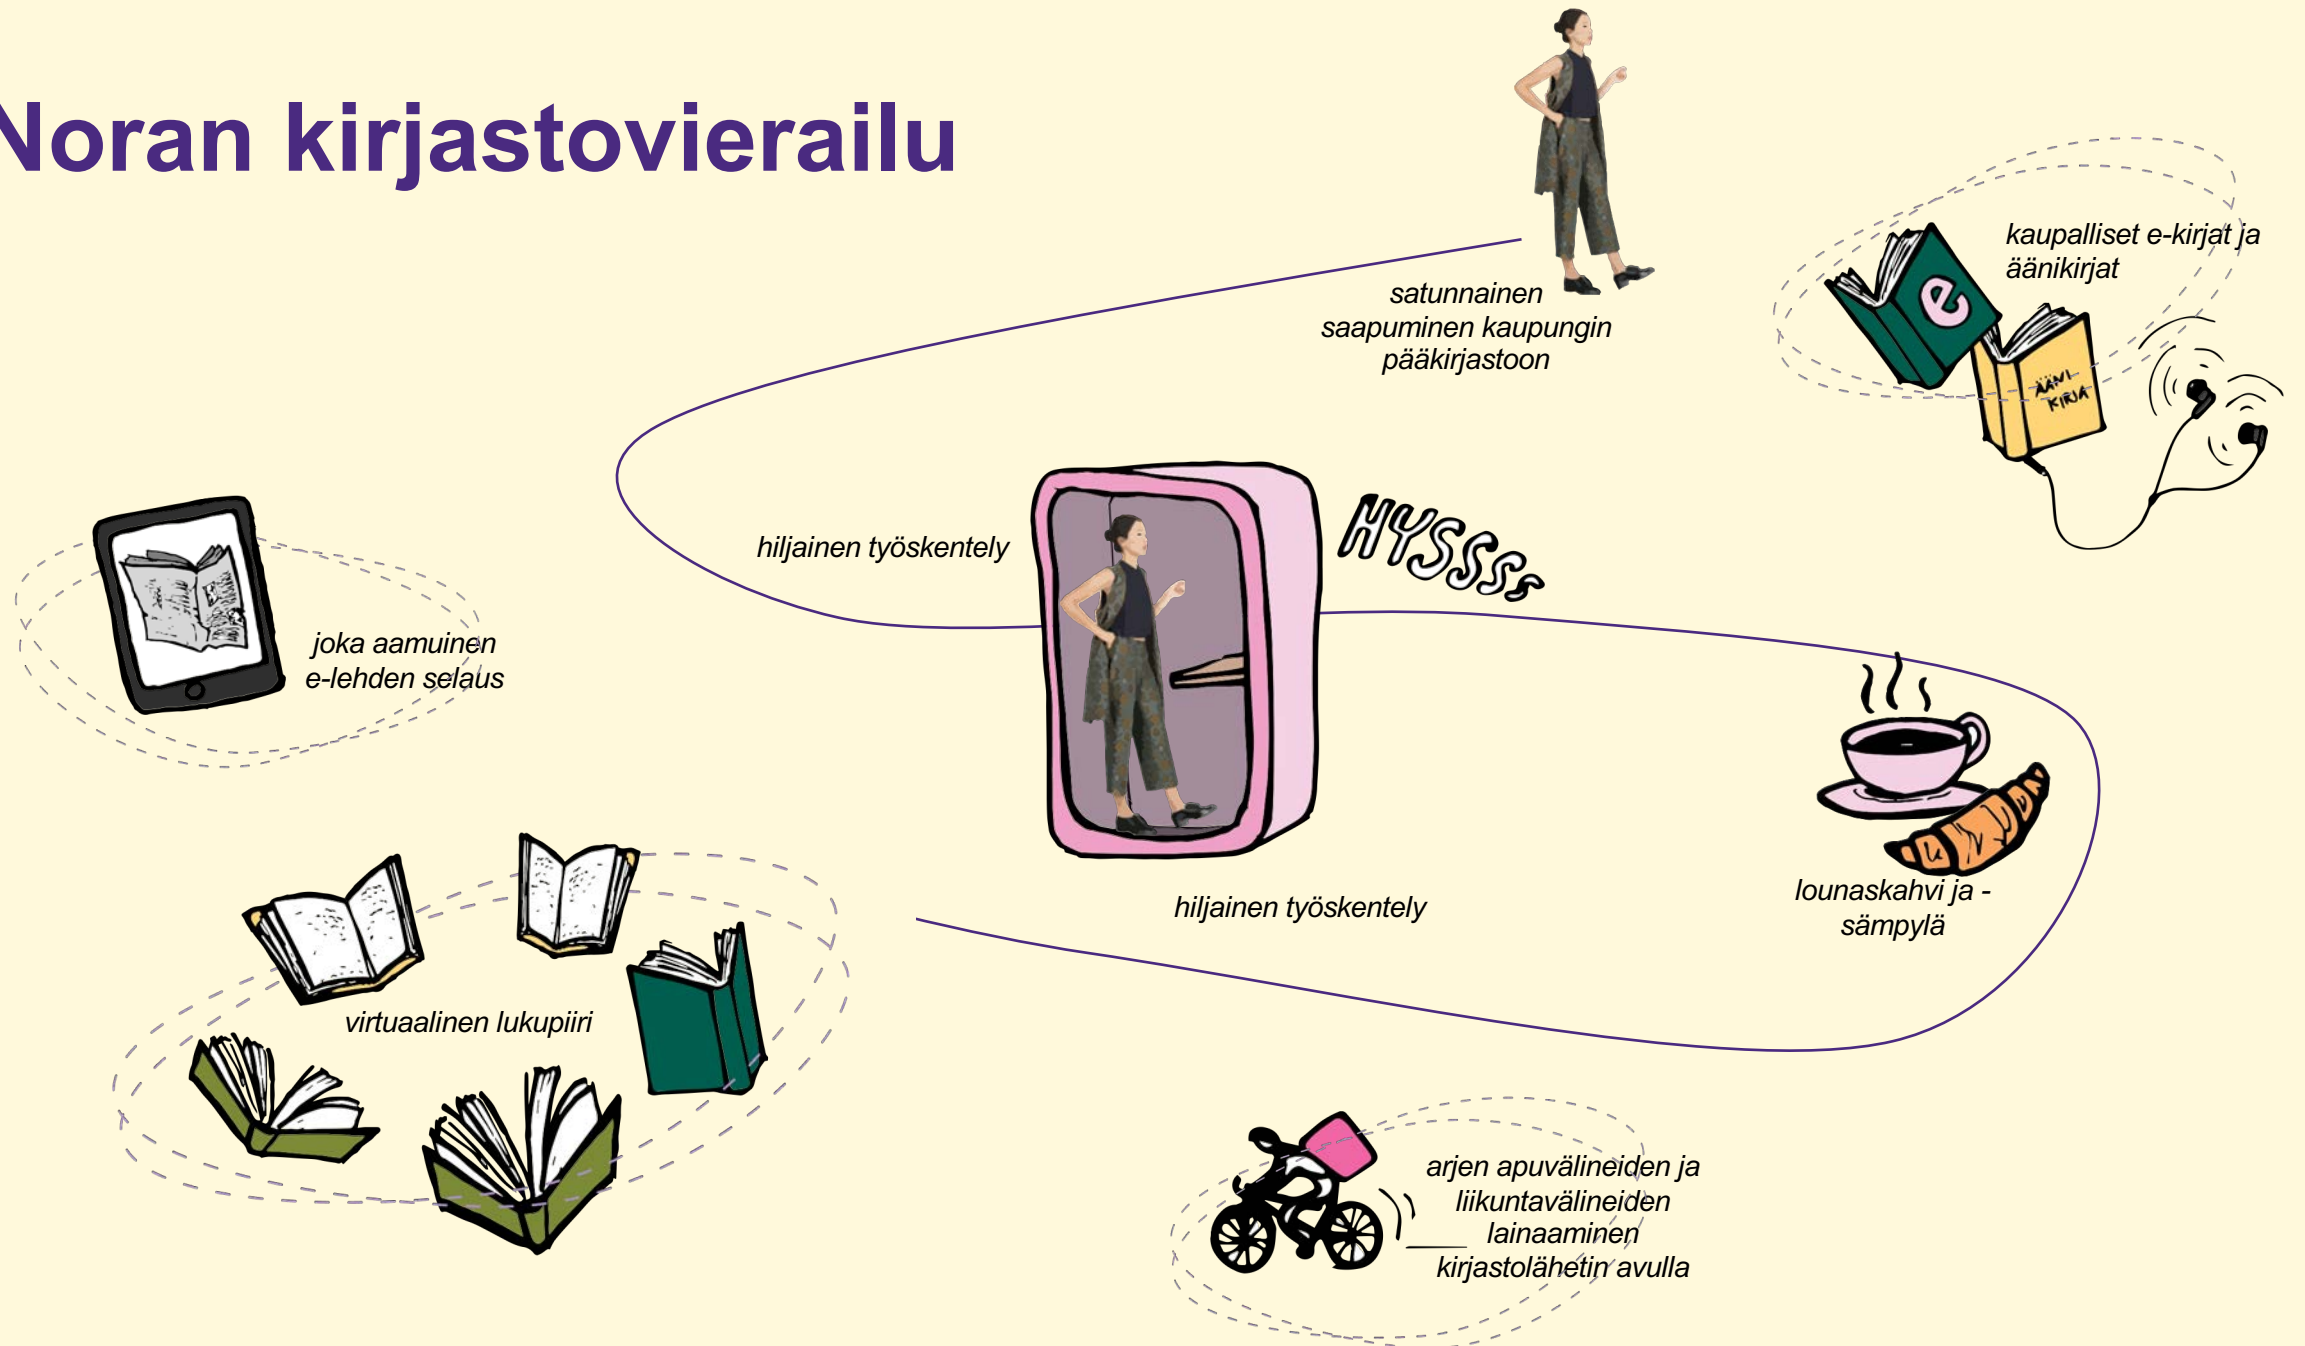 Noran kirjastovierailu
satunnainen
saapuminen kaupungin
pääkirjastoon
kaupalliset e-kirjat ja
äänikirjat
e
ÄÄNI
KIRJA
hiljainen työskentely
HYSSSs
joka aamuinen
e-lehden selaus
lounaskahvi ja -
sämpylä
hiljainen työskentely
virtuaalinen lukupiiri
arjen apuvälineiden ja
liikuntavälineiden
lainaaminen
kirjastolähetin avulla